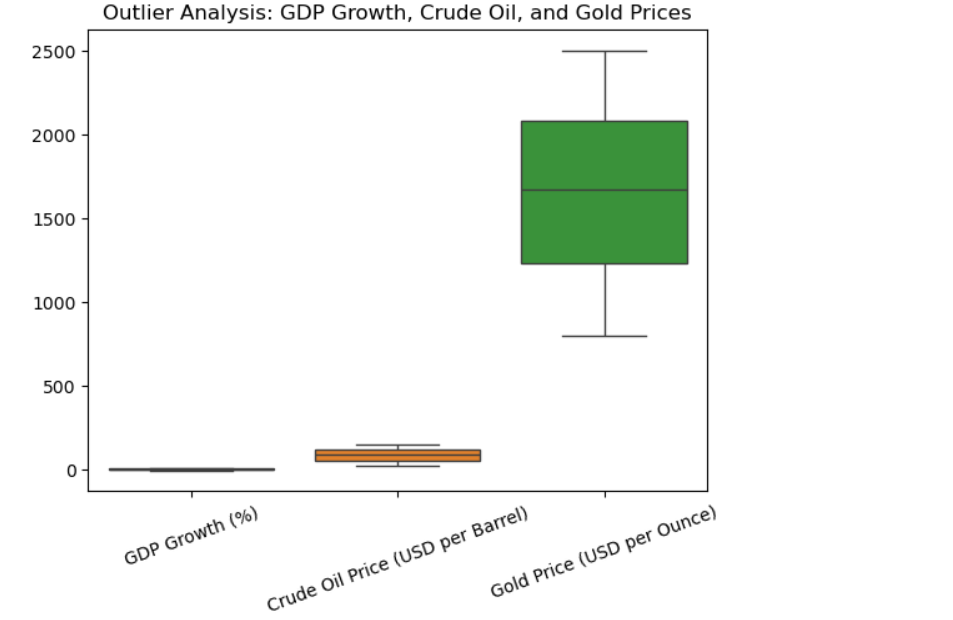 Outlier Analysis: GDP Growth, Crude Oil, and Gold Prices
2500
2000
1500
1000
500
0
GDP Growth (%)
Crude Oil Price (USD per Barrel)
Gold Price (USD per Ounce)